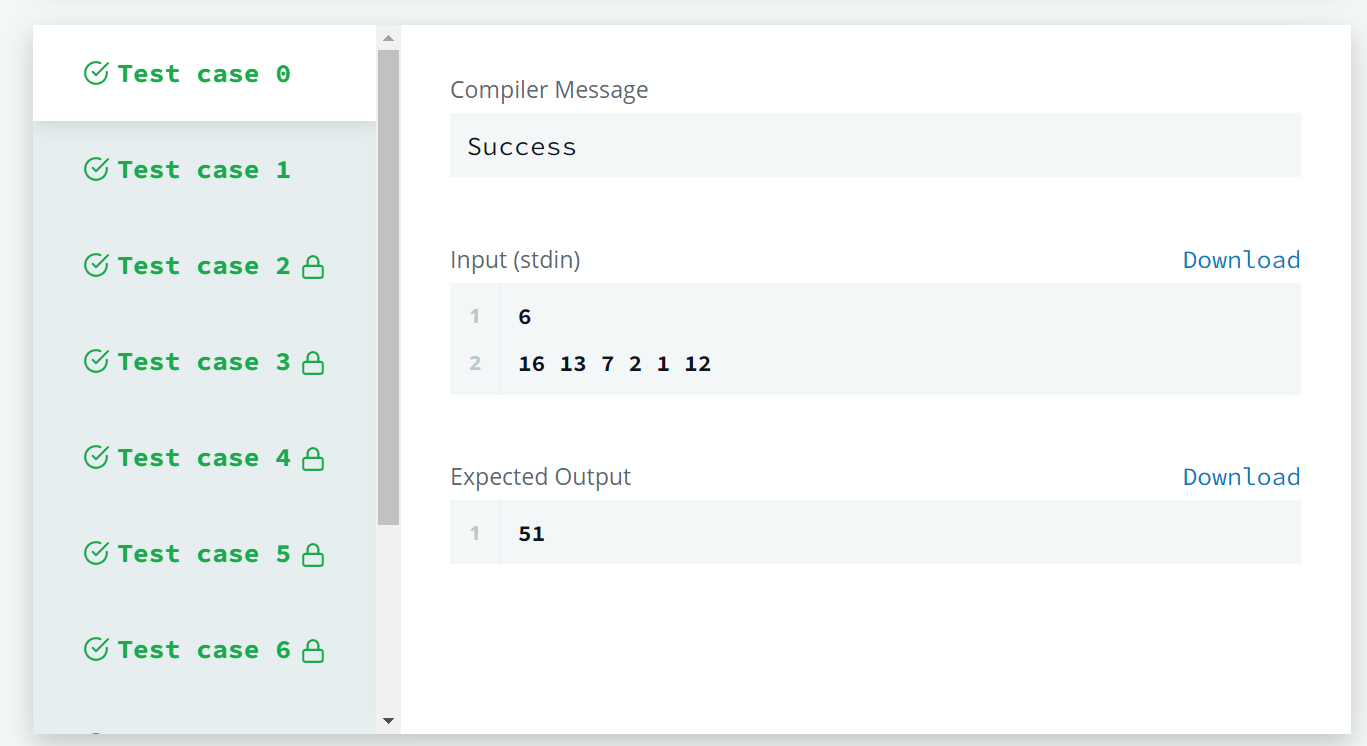 Test case 0
Test case 1
Test case 2
Test case 3
Test case 4
Test case 5
Test case 6
Compiler Message
Success
Input (stdin)
Download
1 6
2 16 13 7 2 1 12
Expected Output
Download
1 51